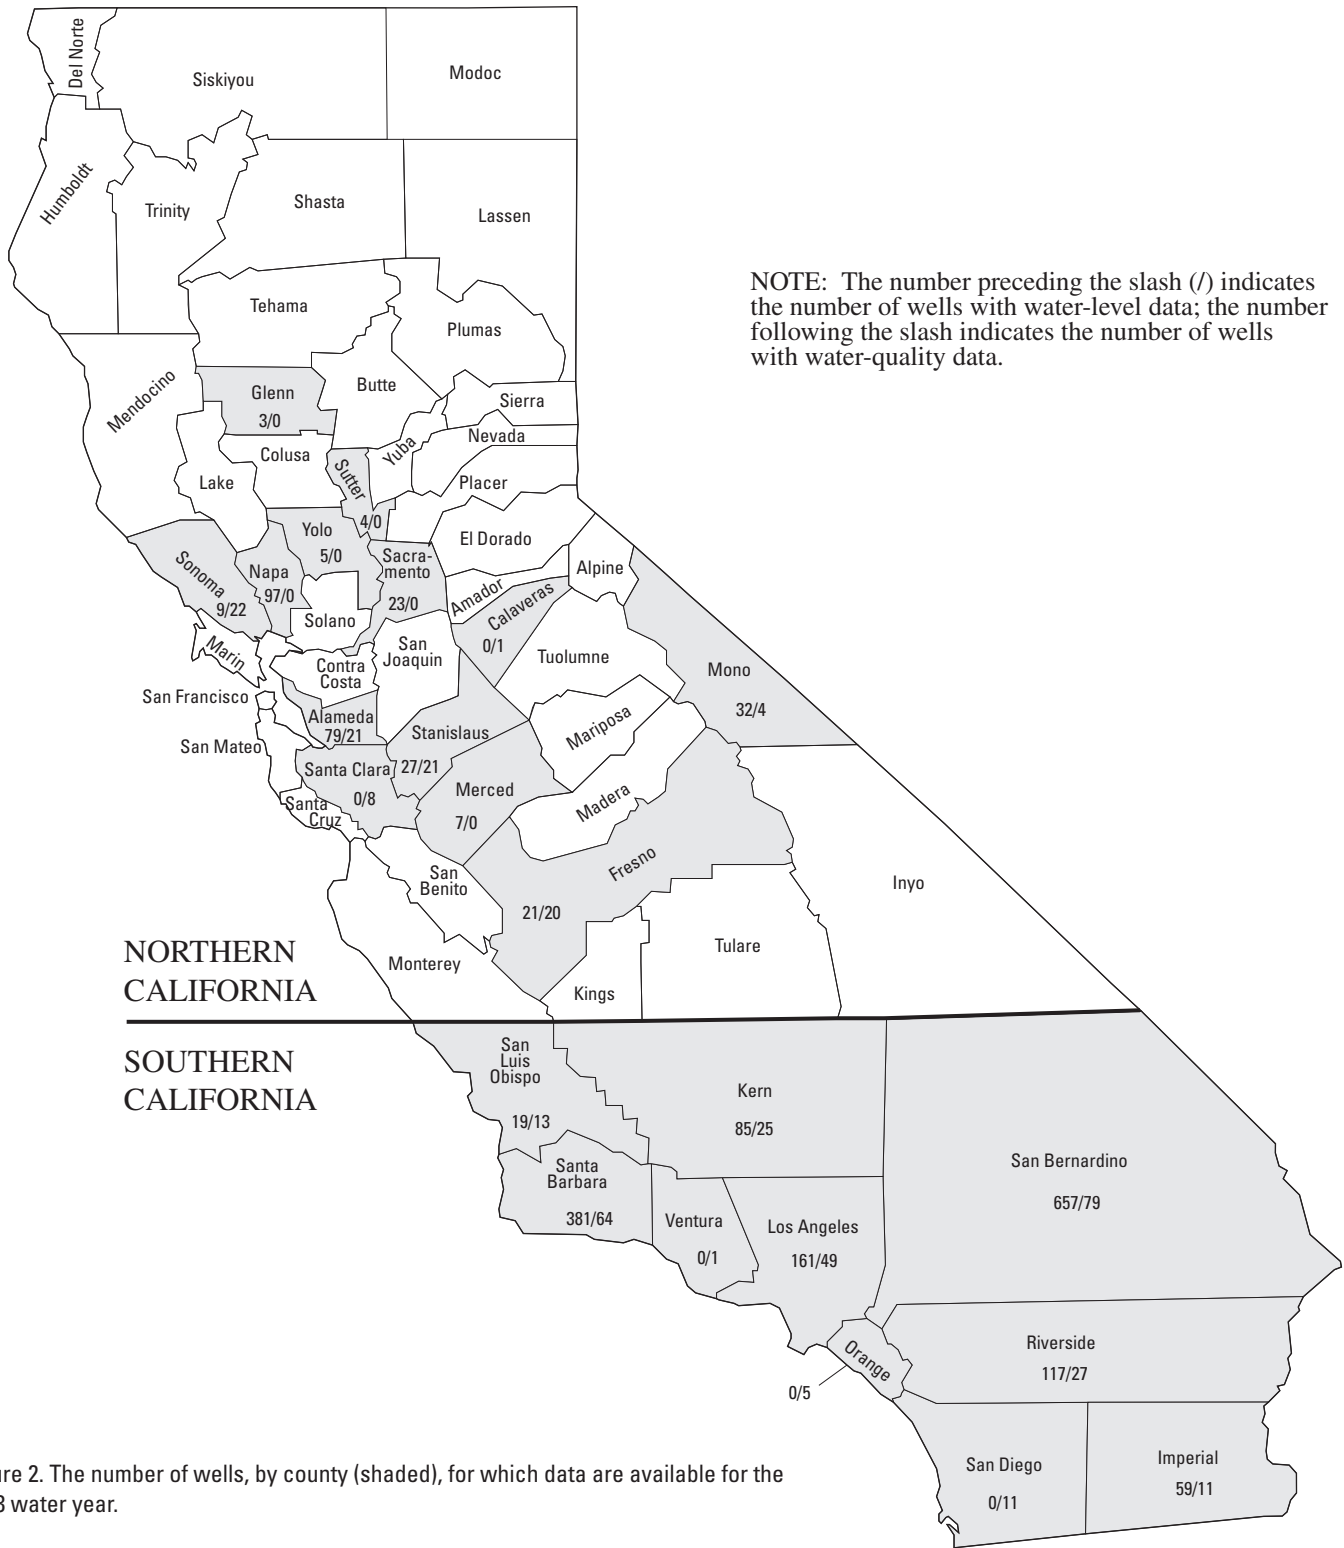 Del Norte
Siskiyou
Modoc
Humboldt
Trinity
Shasta
Lassen
NOTE: The number preceding the slash (/) indicates
the number of wells with water-level data; the number
following the slash indicates the number of wells
with water-quality data.
Tehama
Plumas
Mendocino
Glenn
3/0
Butte
Sierra
Colusa
Yuba
Nevada
Lake
Sutter
4/0
Placer
Yolo
5/0
El Dorado
Sonoma
9/22
Napa
97/0
Sacra-
mento
23/0
Alpine
Amador
Calaveras
0/1
Solano
Marin
San
Joaquin
Tuolumne
Contra
Costa
Mono
32/4
San Francisco
Alameda
79/21
Stanislaus
27/21
Mariposa
San Mateo
Santa Clara
0/8
Merced
7/0
Madera
Santa
Cruz
Fresno
21/20
San
Benito
Inyo
Tulare
NORTHERN
CALIFORNIA
Monterey
Kings
SOUTHERN
CALIFORNIA
San
Luis
Obispo
19/13
Kern
85/25
San Bernardino
657/79
Santa
Barbara
381/64
Ventura
0/1
Los Angeles
161/49
Riverside
117/27
Orange
0/5
San Diego
0/11
Imperial
59/11
ure 2. The number of wells, by county (shaded), for which data are available for the
3 water year.